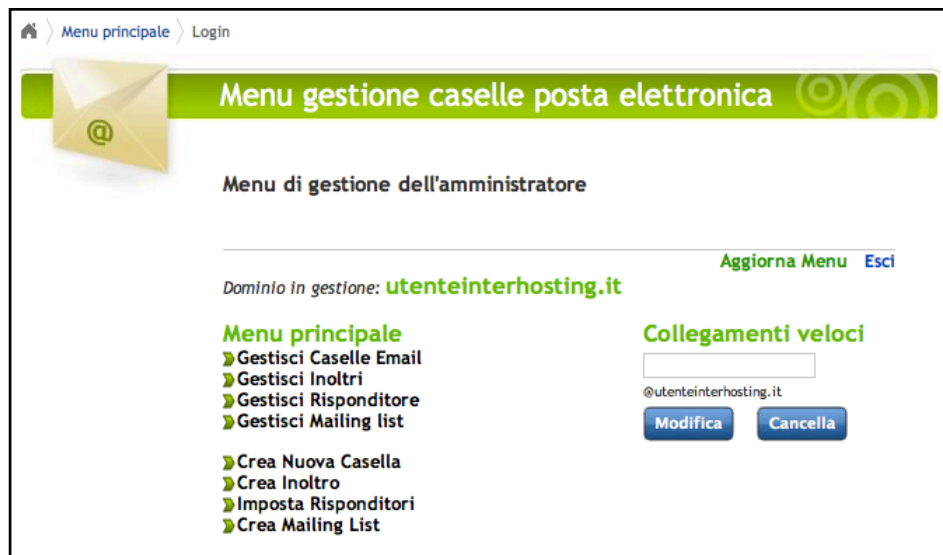 Menu principale Login
Menu gestione caselle posta elettronica
@
Menu di gestione dell'amministratore
Aggiorna Menu Esci
Dominio in gestione: utenteinterhosting.it
Menu principale
Gestisci Caselle Email
Gestisci Inoltri
Gestisci Risponditore
Gestisci Mailing list
Crea Nuova Casella
Crea Inoltro
Imposta Risponditori
Crea Mailing List
Collegamenti veloci
@utenteinterhosting.it
Modifica Cancella